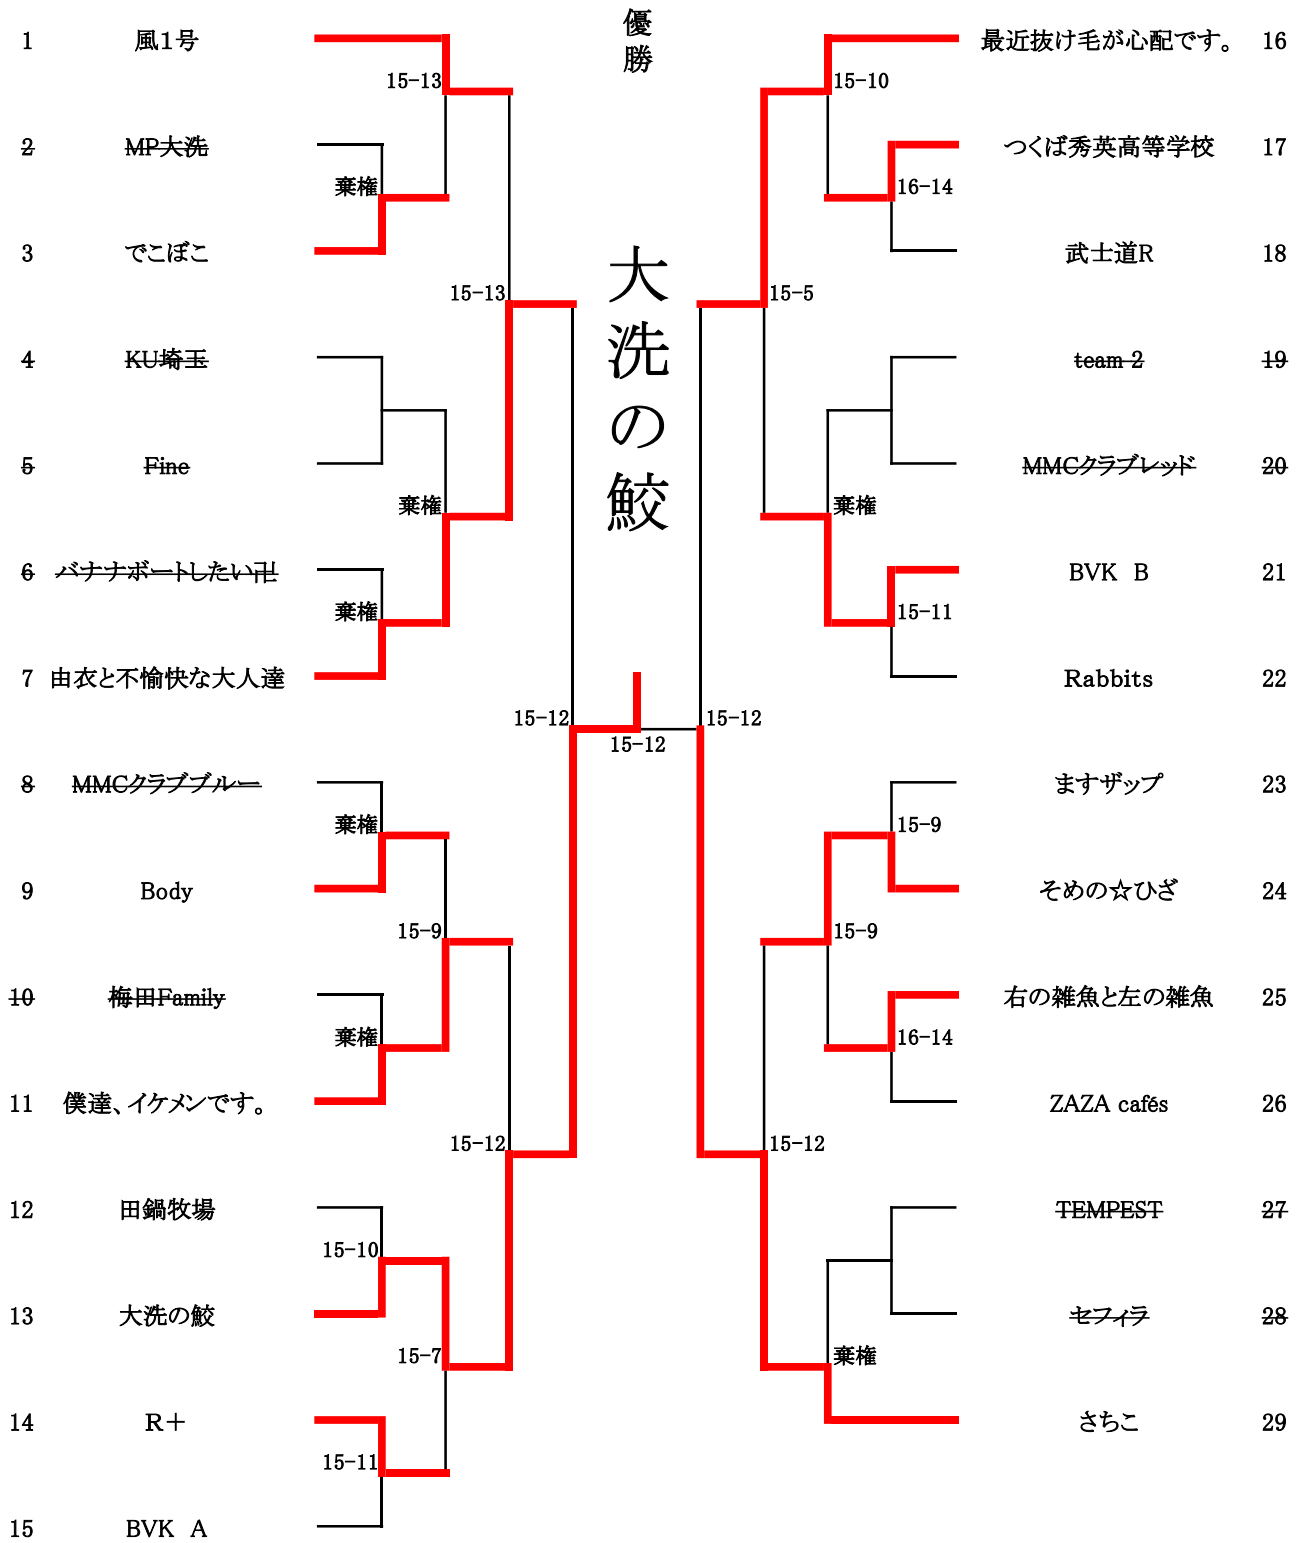 優勝
大洗の鮫
1 風1号
15-13
2 MP大洗
棄権
3 でこぼこ
15-13
4 KU埼玉
5 Fine
棄権
6 バナナボートしたい卍
棄権
7 由衣と不愉快な大人達
15-12
15-12
15-12
8 MMCクラブブルー
棄権
9 Body
15-9
10 梅田Family
棄権
11 僕達、イケメンです。
15-12
12 田鍋牧場
15-10
13 大洗の鮫
15-7
14 R＋
15-11
15 BVK A
最近抜け毛が心配です。 16
15-10
つくば秀英高等学校 17
16-14
武士道R 18
15-5
team 2 19
MMCクラブレッド 20
棄権
BVK B 21
15-11
Rabbits 22
ますザップ 23
15-9
そめの☆ひざ 24
15-9
右の雑魚と左の雑魚 25
16-14
ZAZA cafés 26
15-12
TEMPEST 27
セフィラ 28
棄権
さちこ 29